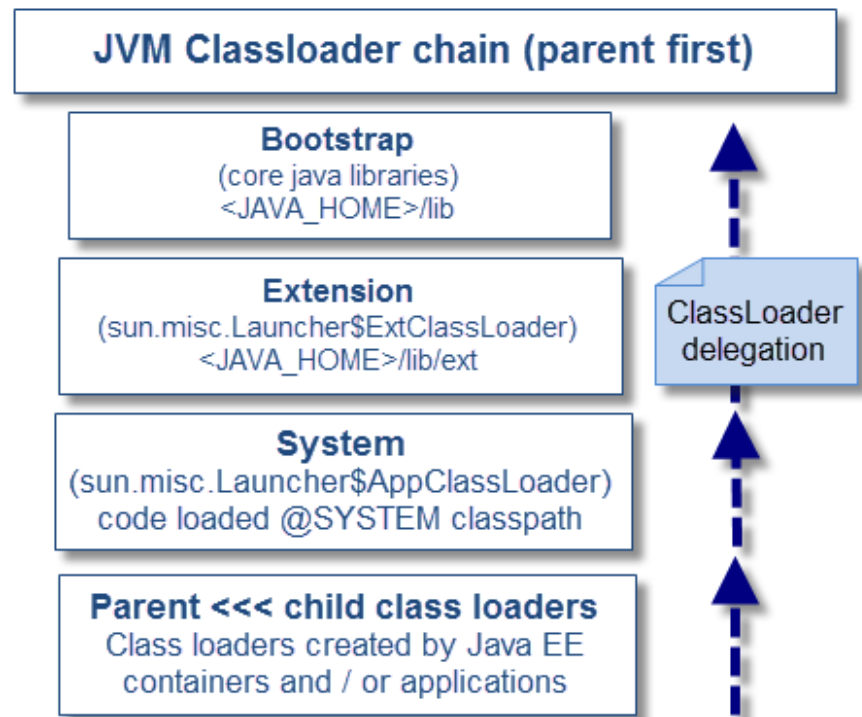 JVM Classloader chain (parent first)
Bootstrap
(core java libraries)
<JAVA_HOME>/lib
Extension
(sun.misc.Launcher$ExtClassLoader)
<JAVA_HOME>/lib/ext
ClassLoader
delegation
System
(sun.misc.Launcher$AppClassLoader)
code loaded @SYSTEM classpath
Parent <<< child class loaders
Class loaders created by Java EE
containers and / or applications